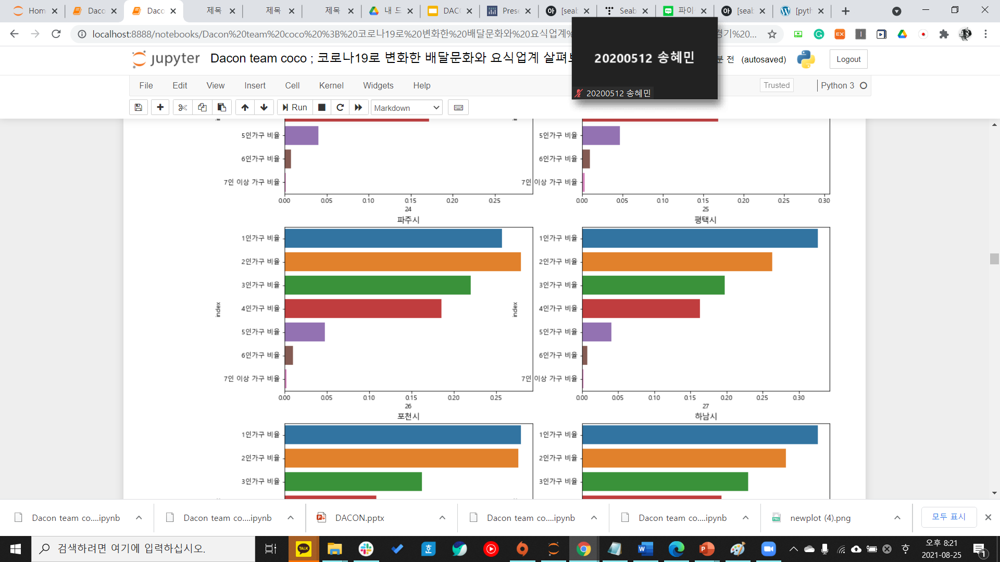 Hom
Daco
Daco
제목
제목
제목
내 드
DAC
Prese
[seab
Seab
파이
[seab
[pyth
localhost:8888/notebooks/Dacon%20team%20coco%20%3B%20코로나19로%20변화한%20배달문화와%20요식업계%
경기%20...
jupyter
Dacon team coco ; 코로나19로 변화한 배달문화와 요식업계 살펴보
분 전 (autosaved)
Logout
20200512 송혜민
20200512 송혜민
File Edit View Insert Cell Kernel Widgets Help
Trusted
Python 3
Run
Markdown
5인가구 비율
6인가구 비율
7인 이상 가구 비율
0.00 0.05 0.10 0.15 0.20 0.25
24
5인가구 비율
6인가구 비율
7인 이상 가구 비율
0.00 0.05 0.10 0.15 0.20 0.25 0.30
25
파주시
index
1인가구 비율
2인가구 비율
3인가구 비율
4인가구 비율
5인가구 비율
6인가구 비율
7인 이상 가구 비율
0.00 0.05 0.10 0.15 0.20 0.25
26
평택시
index
1인가구 비율
2인가구 비율
3인가구 비율
4인가구 비율
5인가구 비율
6인가구 비율
7인 이상 가구 비율
0.00 0.05 0.10 0.15 0.20 0.25 0.30
27
포천시
1인가구 비율
2인가구 비율
3인가구 비율
하남시
1인가구 비율
2인가구 비율
3인가구 비율
Dacon team co....ipynb
Dacon team co....ipynb
DACON.pptx
Dacon team co....ipynb
Dacon team co....ipynb
newplot (4).png
모두 표시
검색하려면 여기에 입력하십시오.
TALK
오후 8:21
2021-08-25
1